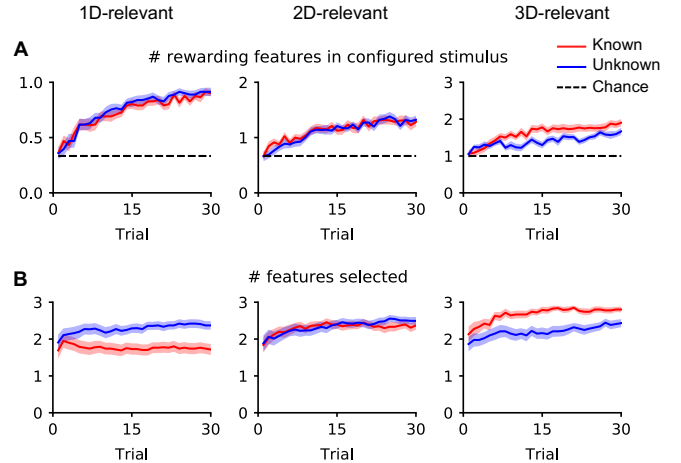 1D-relevant 2D-relevant 3D-relevant
A
# rewarding features in configured stimulus
Known
Unknown
Chance
1.0
0.5
0.0
0 15 30
Trial
2
1
0
0 15 30
Trial
3
2
1
0
0 15 30
Trial
B
# features selected
3
2
1
0
0 15 30
Trial
3
2
1
0
0 15 30
Trial
3
2
1
0
0 15 30
Trial